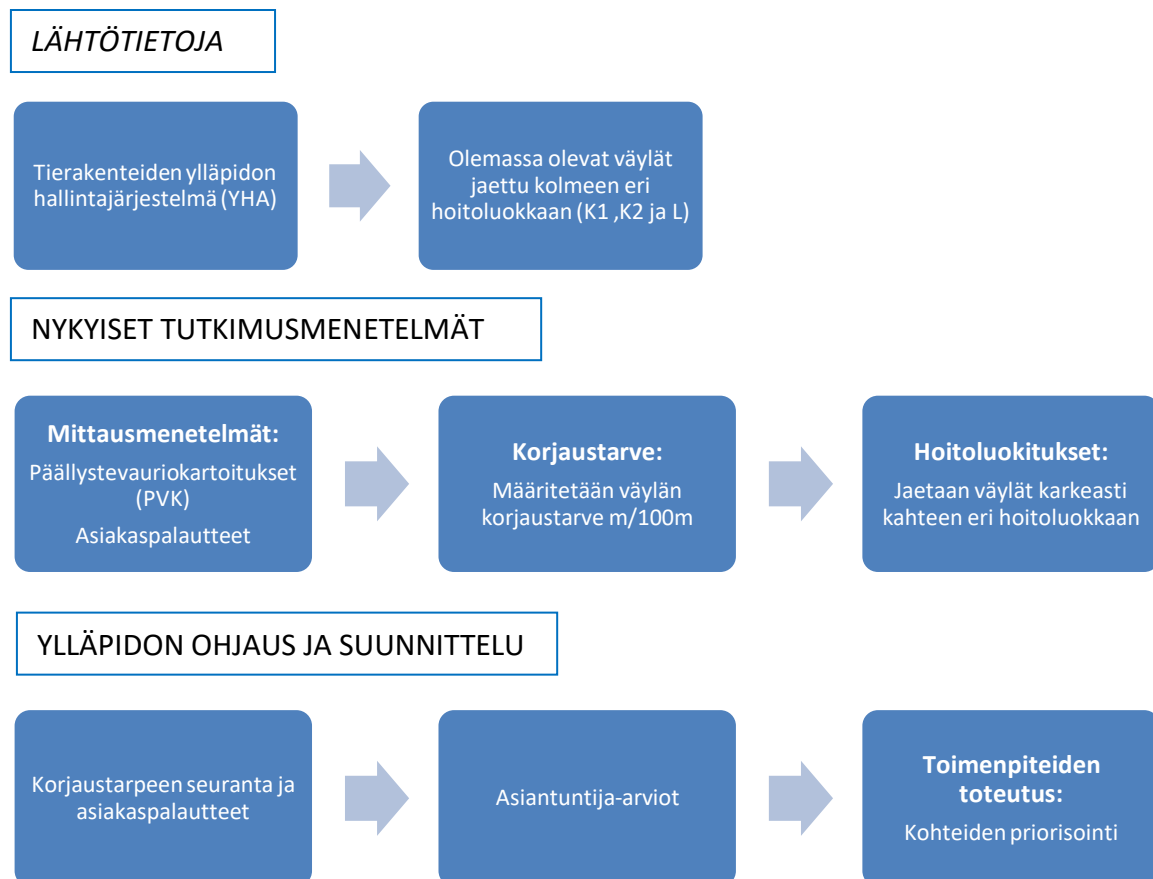 LÄHTÖTIETOJA
Tierakenteiden ylläpidon
hallintajärjestelmä (YHA)
Olemassa olevat väylät
jaettu kolmeen eri
hoitoluokkaan (K1 ,K2 ja L)
NYKYISET TUTKIMUSMENETELMÄT
Mittausmenetelmät:
Päällystevauriokartoitukset
(PVK)
Asiakaspalautteet
Korjaustarve:
Määritetään väylän
korjaustarve m/100m
Hoitoluokitukset:
Jaetaan väylät karkeasti
kahteen eri hoitoluokkaan
YLLÄPIDON OHJAUS JA SUUNNITTELU
Korjaustarpeen seuranta ja
asiakaspalautteet
Asiantuntija-arviot
Toimenpiteiden
toteutus:
Kohteiden priorisointi